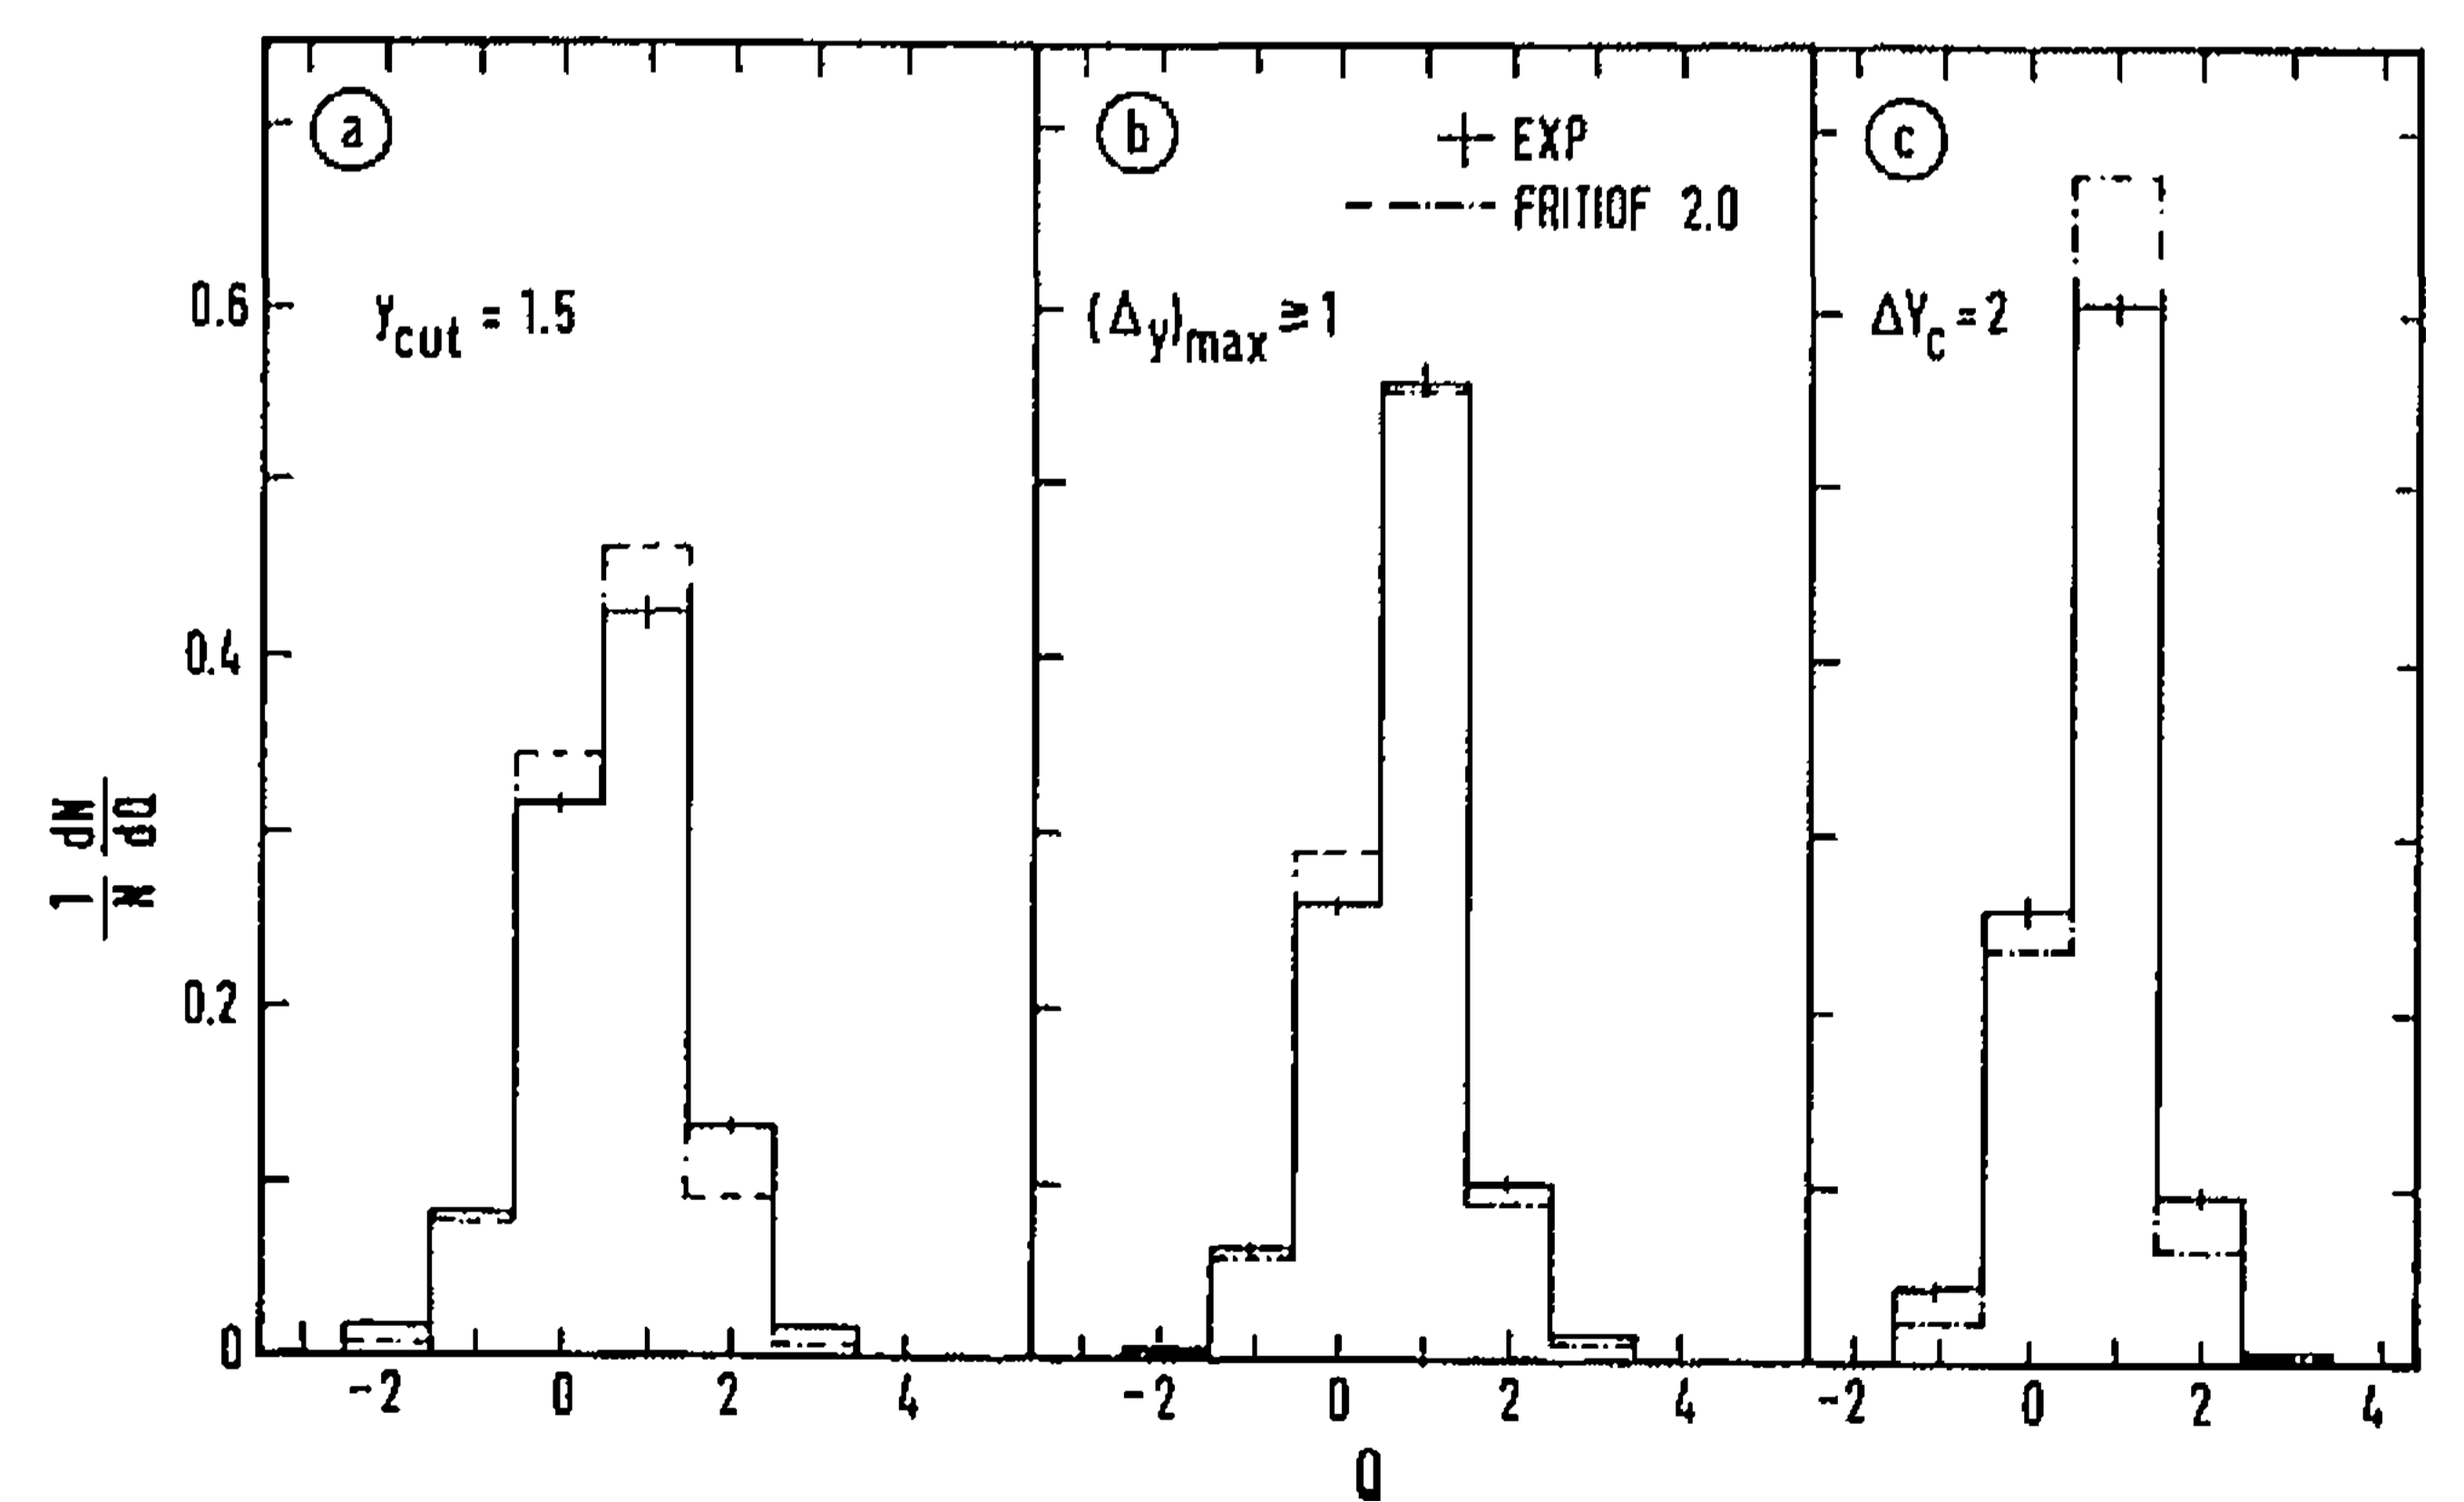 a
b
c
EXP
FRITIOF 2.0
y_cut = 1.5
(Δy)_max ≥ 1
ΔY_c = 2
0.6
0.4
0.2
0
1/N dN/dQ
-2 0 2 4
-2 0 2 4
-2 0 2 4
Q